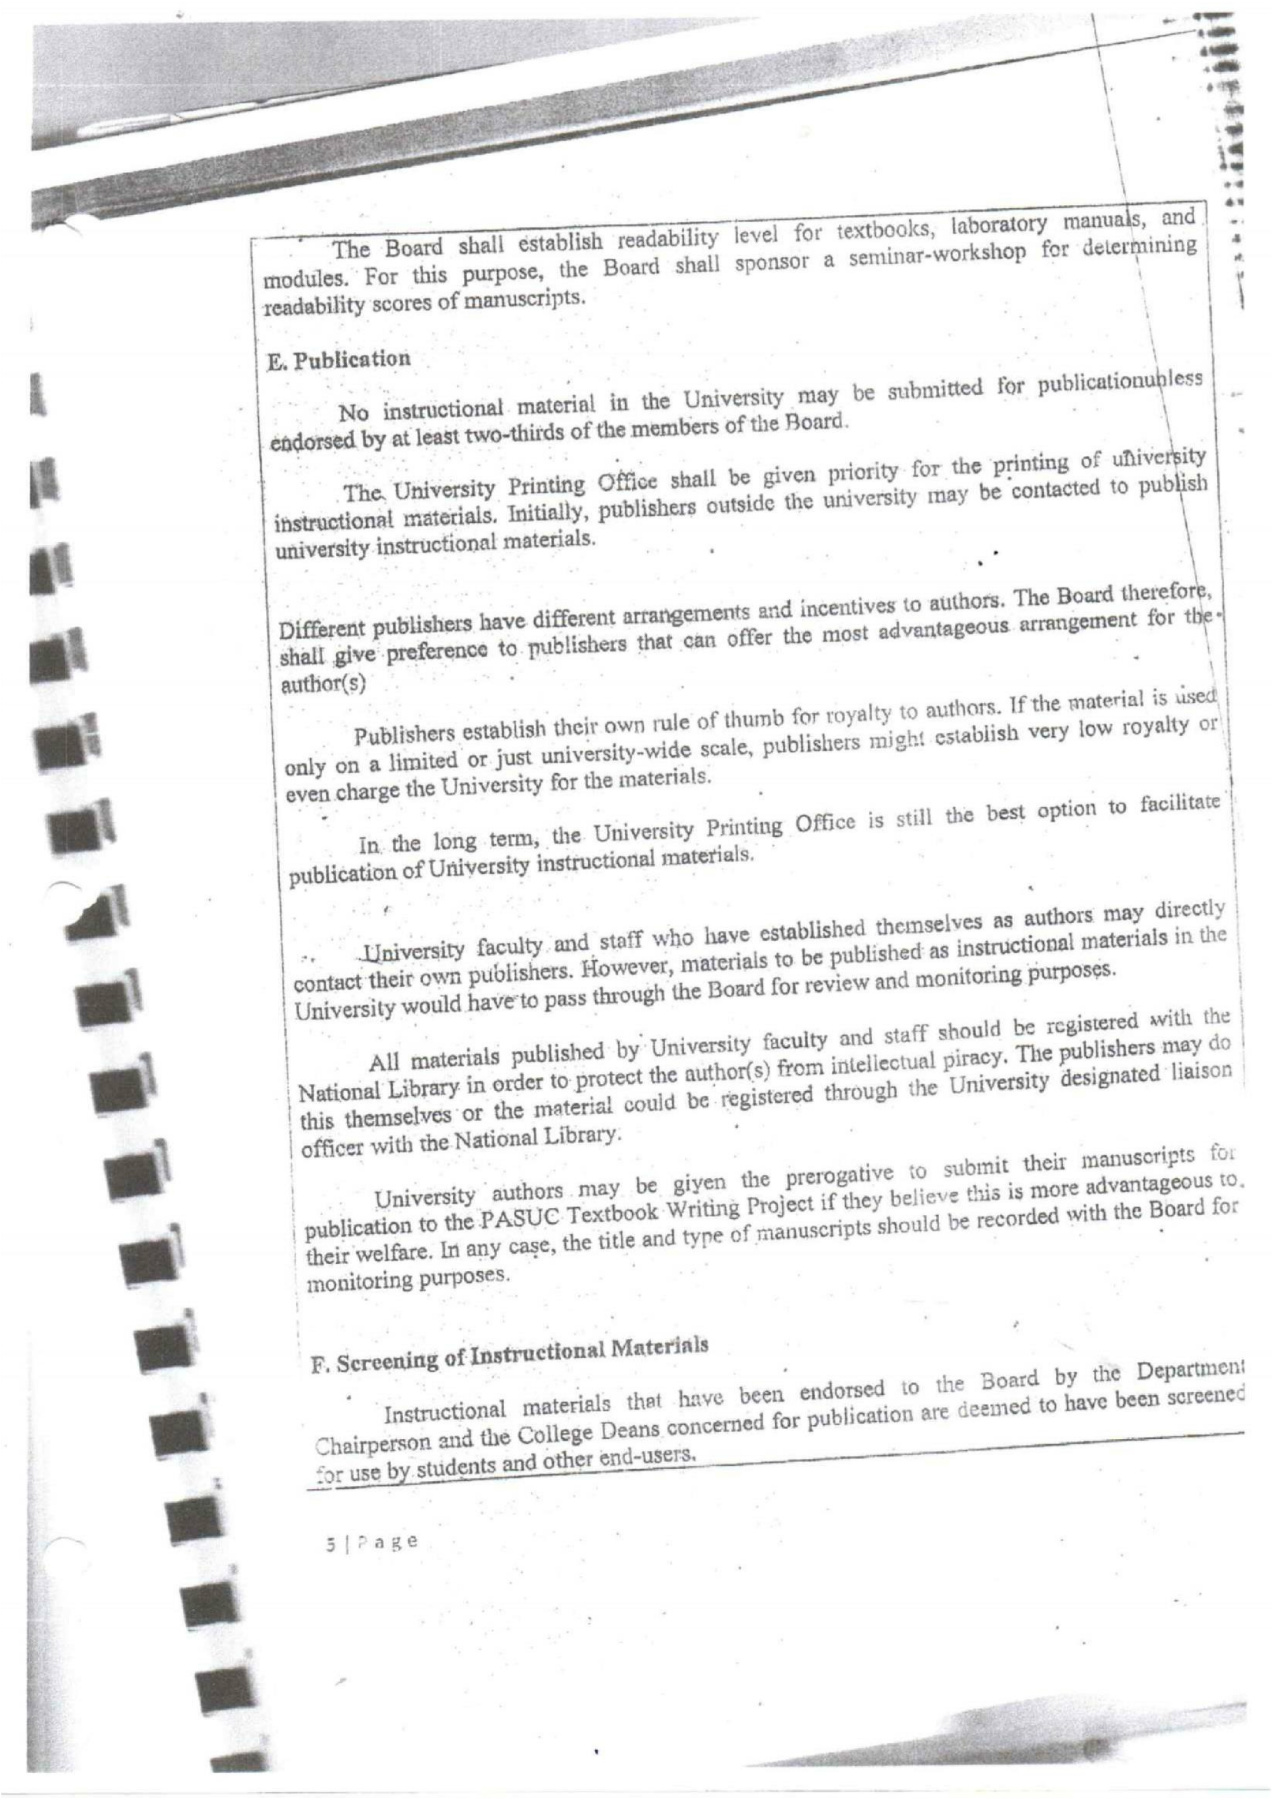 The Board shall establish readability level for textbooks, laboratory manuals, and
modules. For this purpose, the Board shall sponsor a seminar-workshop for determining
readability scores of manuscripts.
E. Publication
No instructional material in the University may be submitted for publicationunless
endorsed by at least two-thirds of the members of the Board.
The University Printing Office shall be given priority for the printing of university
instructional materials. Initially, publishers outside the university may be contacted to publish
university instructional materials.
Different publishers have different arrangements and incentives to authors. The Board therefore,
shall give preference to publishers that can offer the most advantageous arrangement for the
author(s)
Publishers establish their own rule of thumb for royalty to authors. If the material is used
only on a limited or just university-wide scale, publishers might establish very low royalty or
even charge the University for the materials.
In the long term, the University Printing Office is still the best option to facilitate
publication of University instructional materials.
University faculty and staff who have established themselves as authors may directly
contact their own publishers. However, materials to be published as instructional materials in the
University would have to pass through the Board for review and monitoring purposes.
All materials published by University faculty and staff should be registered with the
National Library in order to protect the author(s) from intellectual piracy. The publishers may do
this themselves or the material could be registered through the University designated liaison
officer with the National Library.
University authors may be given the prerogative to submit their manuscripts for
publication to the PASUC Textbook Writing Project if they believe this is more advantageous to
their welfare. In any case, the title and type of manuscripts should be recorded with the Board for
monitoring purposes.
F. Screening of Instructional Materials
Instructional materials that have been endorsed to the Board by the Department
Chairperson and the College Deans concerned for publication are deemed to have been screened
for use by students and other end-users.
5 | Page